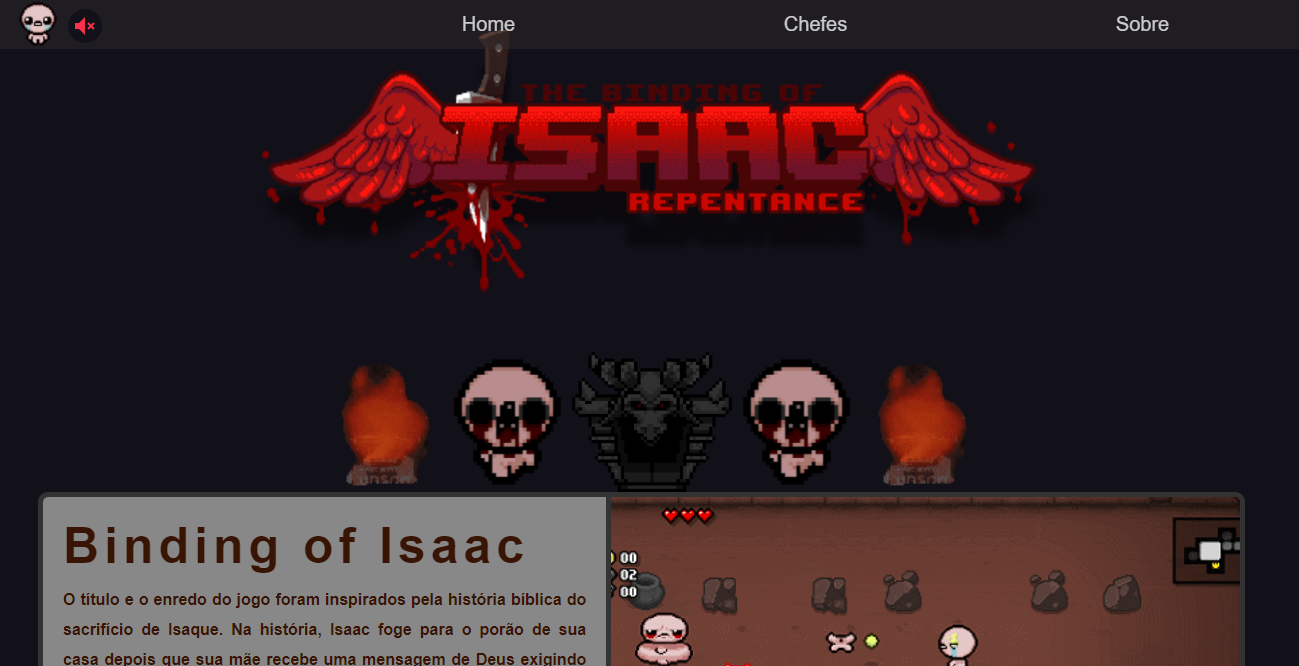 Home
Chefes
Sobre
THE BINDING OF
ISAAC
REPENTANCE
Binding of Isaac
O título e o enredo do jogo foram inspirados pela história bíblica do
sacrifício de Isaque. Na história, Isaac foge para o porão de sua
casa depois que sua mãe recebe uma mensagem de Deus exigindo
00
02
00